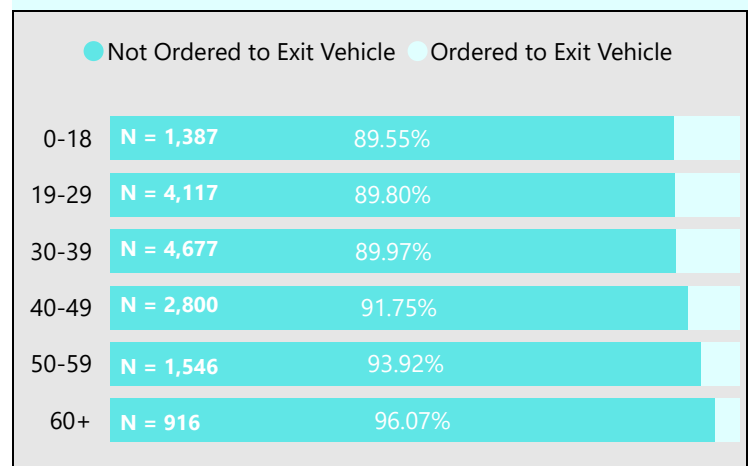 Not Ordered to Exit Vehicle Ordered to Exit Vehicle
0-18 N = 1,387 89.55%
19-29 N = 4,117 89.80%
30-39 N = 4,677 89.97%
40-49 N = 2,800 91.75%
50-59 N = 1,546 93.92%
60+ N = 916 96.07%